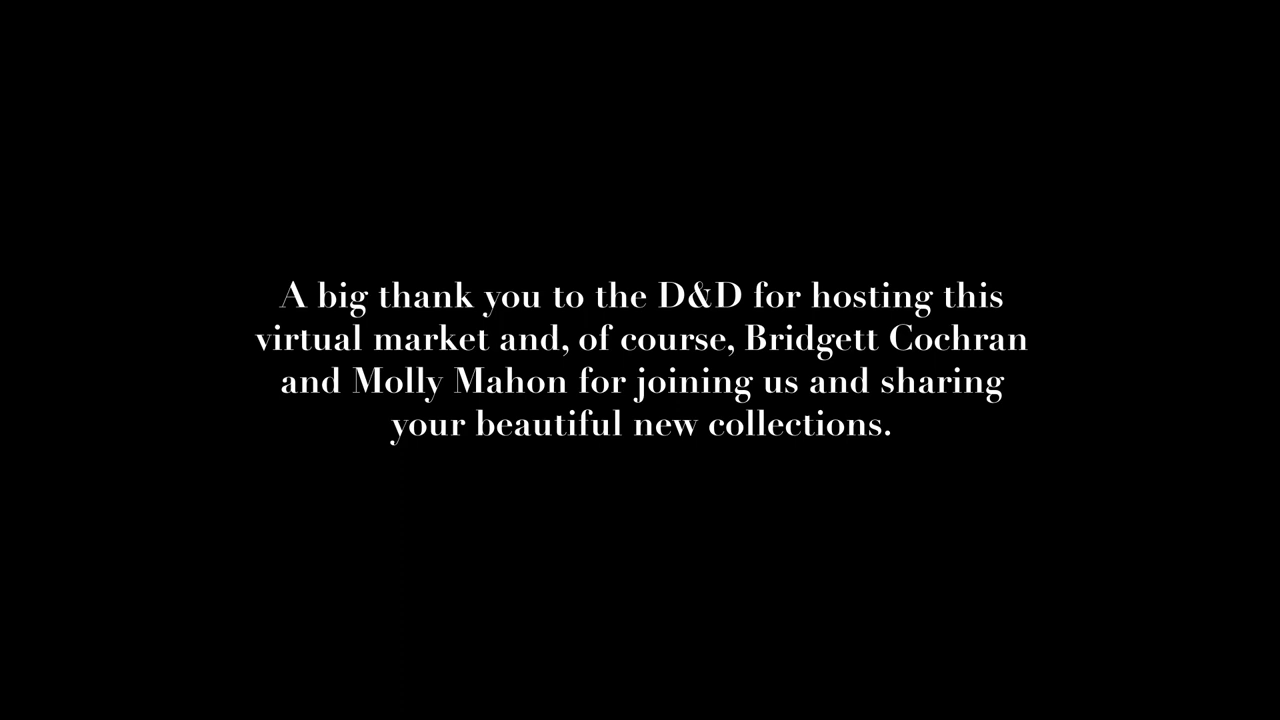 A big thank you to the D&D for hosting this
virtual market and, of course, Bridgett Cochran
and Molly Mahon for joining us and sharing
your beautiful new collections.